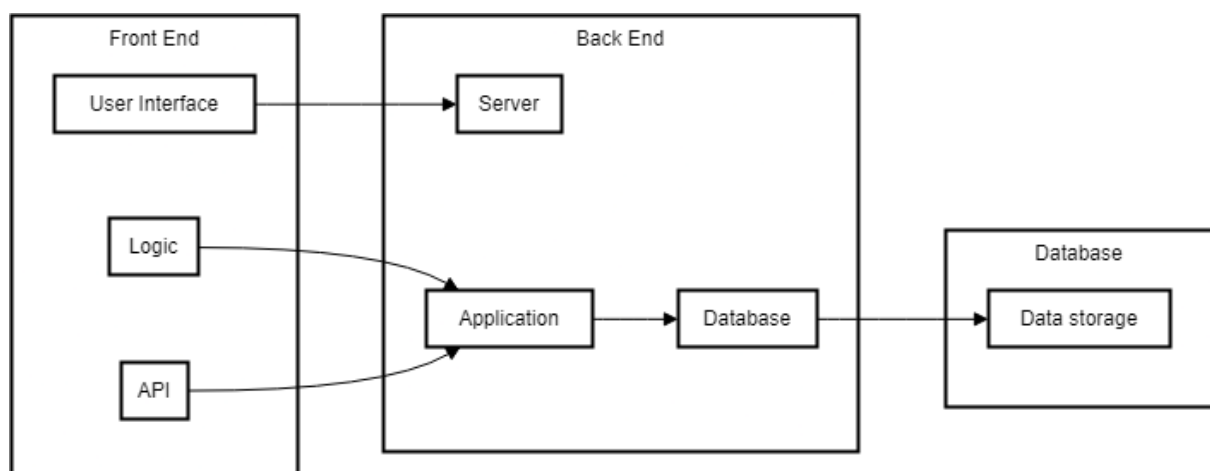 Front End
User Interface
Logic
API
Back End
Server
Application
Database
Database
Data storage